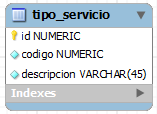 tipo_servicio
id NUMERIC
codigo NUMERIC
descripcion VARCHAR(45)
Indexes